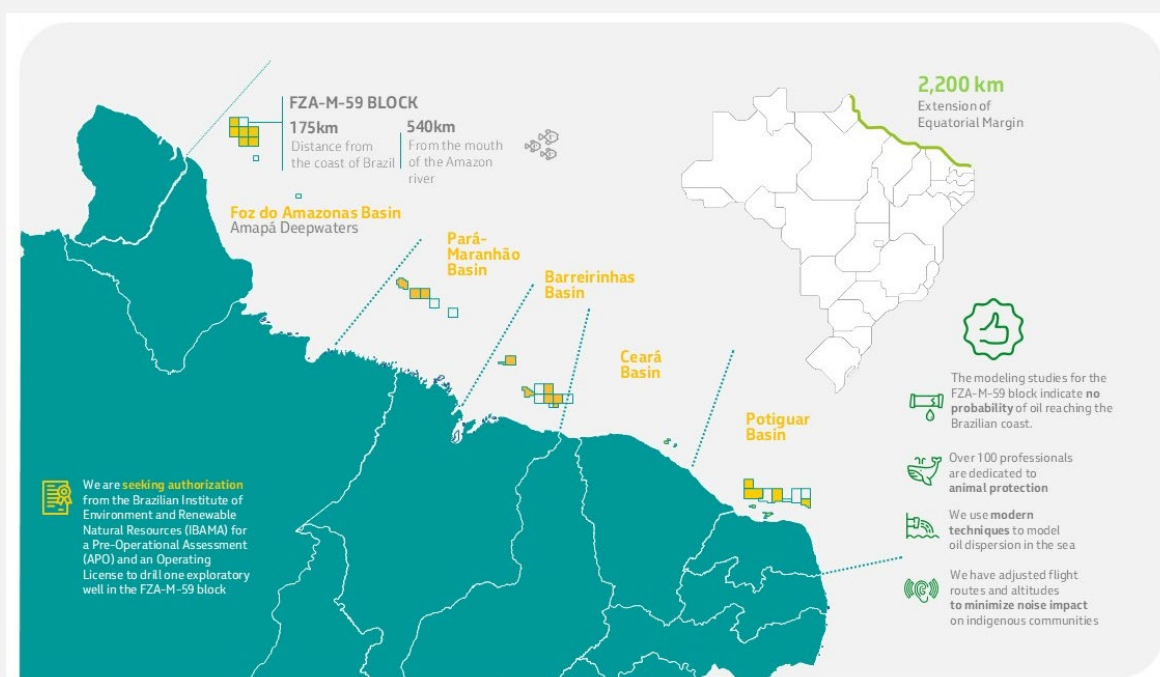 FZA-M-59 BLOCK
175km
Distance from
the coast of Brazil
540km
From the mouth
of the Amazon
river
2,200 km
Extension of
Equatorial Margin
Foz do Amazonas Basin
Amapá Deepwaters
Pará-
Maranhão
Basin
Barreirinhas
Basin
Ceará
Basin
Potiguar
Basin
The modeling studies for the
FZA-M-59 block indicate no
probability of oil reaching the
Brazilian coast.
Over 100 professionals
are dedicated to
animal protection
We use modern
techniques to model
oil dispersion in the sea
We have adjusted flight
routes and altitudes
to minimize noise impact
on indigenous communities
We are seeking authorization
from the Brazilian Institute of
Environment and Renewable
Natural Resources (IBAMA) for
a Pre-Operational Assessment
(APO) and an Operating
License to drill one exploratory
well in the FZA-M-59 block